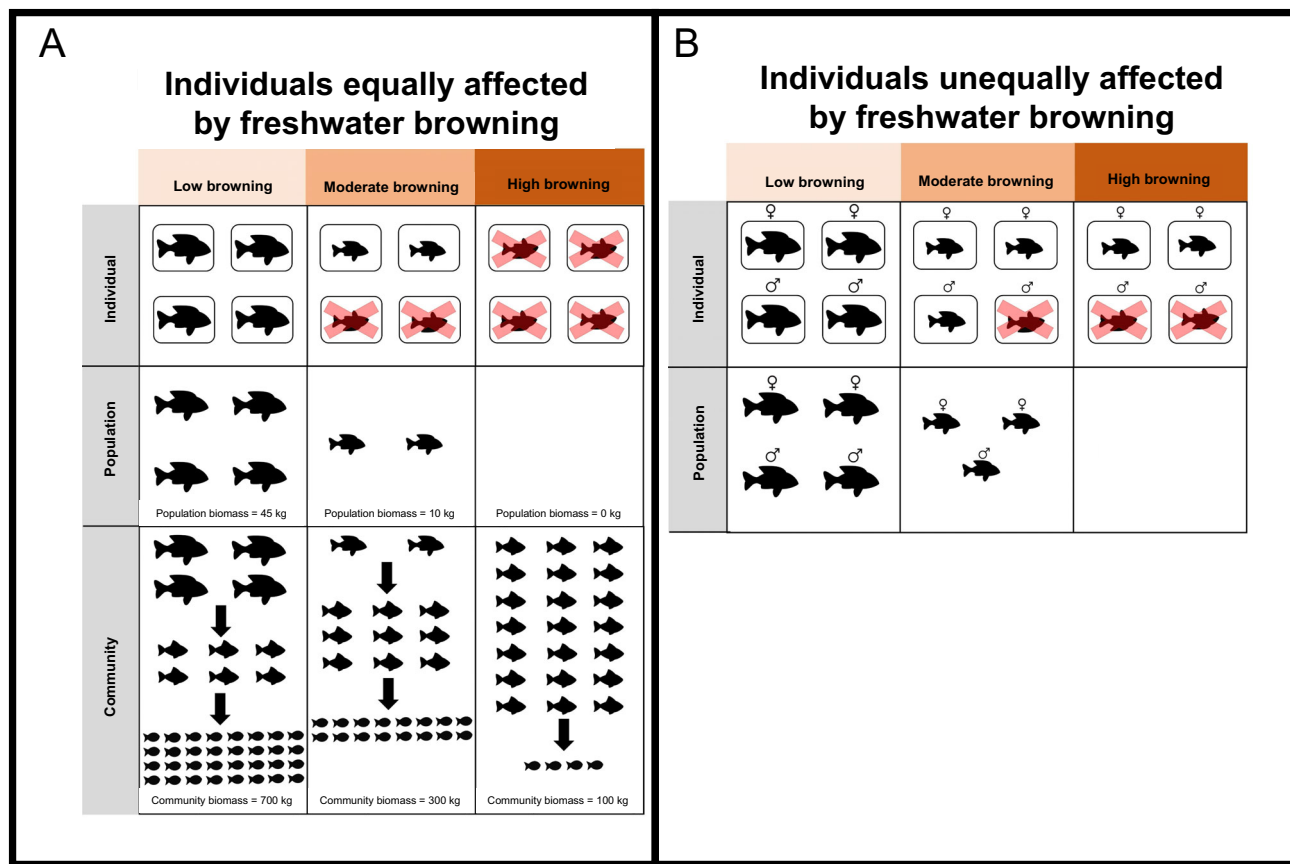 A
Individuals equally affected
by freshwater browning
Low browning
Moderate browning
High browning
Individual
Population
Population biomass = 45 kg
Population biomass = 10 kg
Population biomass = 0 kg
Community
Community biomass = 700 kg
Community biomass = 300 kg
Community biomass = 100 kg
B
Individuals unequally affected
by freshwater browning
Low browning
Moderate browning
High browning
Individual
♀ ♀ ♀ ♀ ♀ ♀
♂ ♂ ♂ ♂ ♂ ♂
Population
♀ ♀ ♀ ♀
♂ ♂ ♂